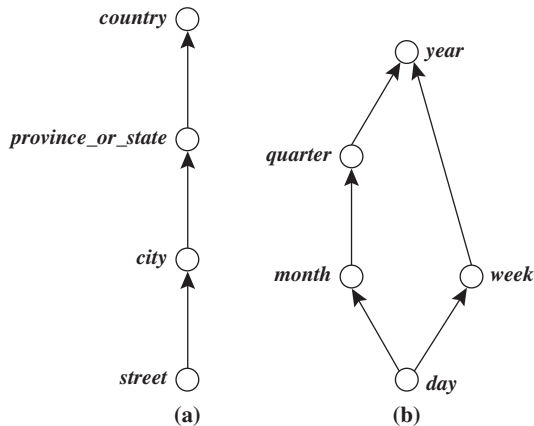 country
province_or_state
city
street
(a)
year
quarter
month
week
day
(b)